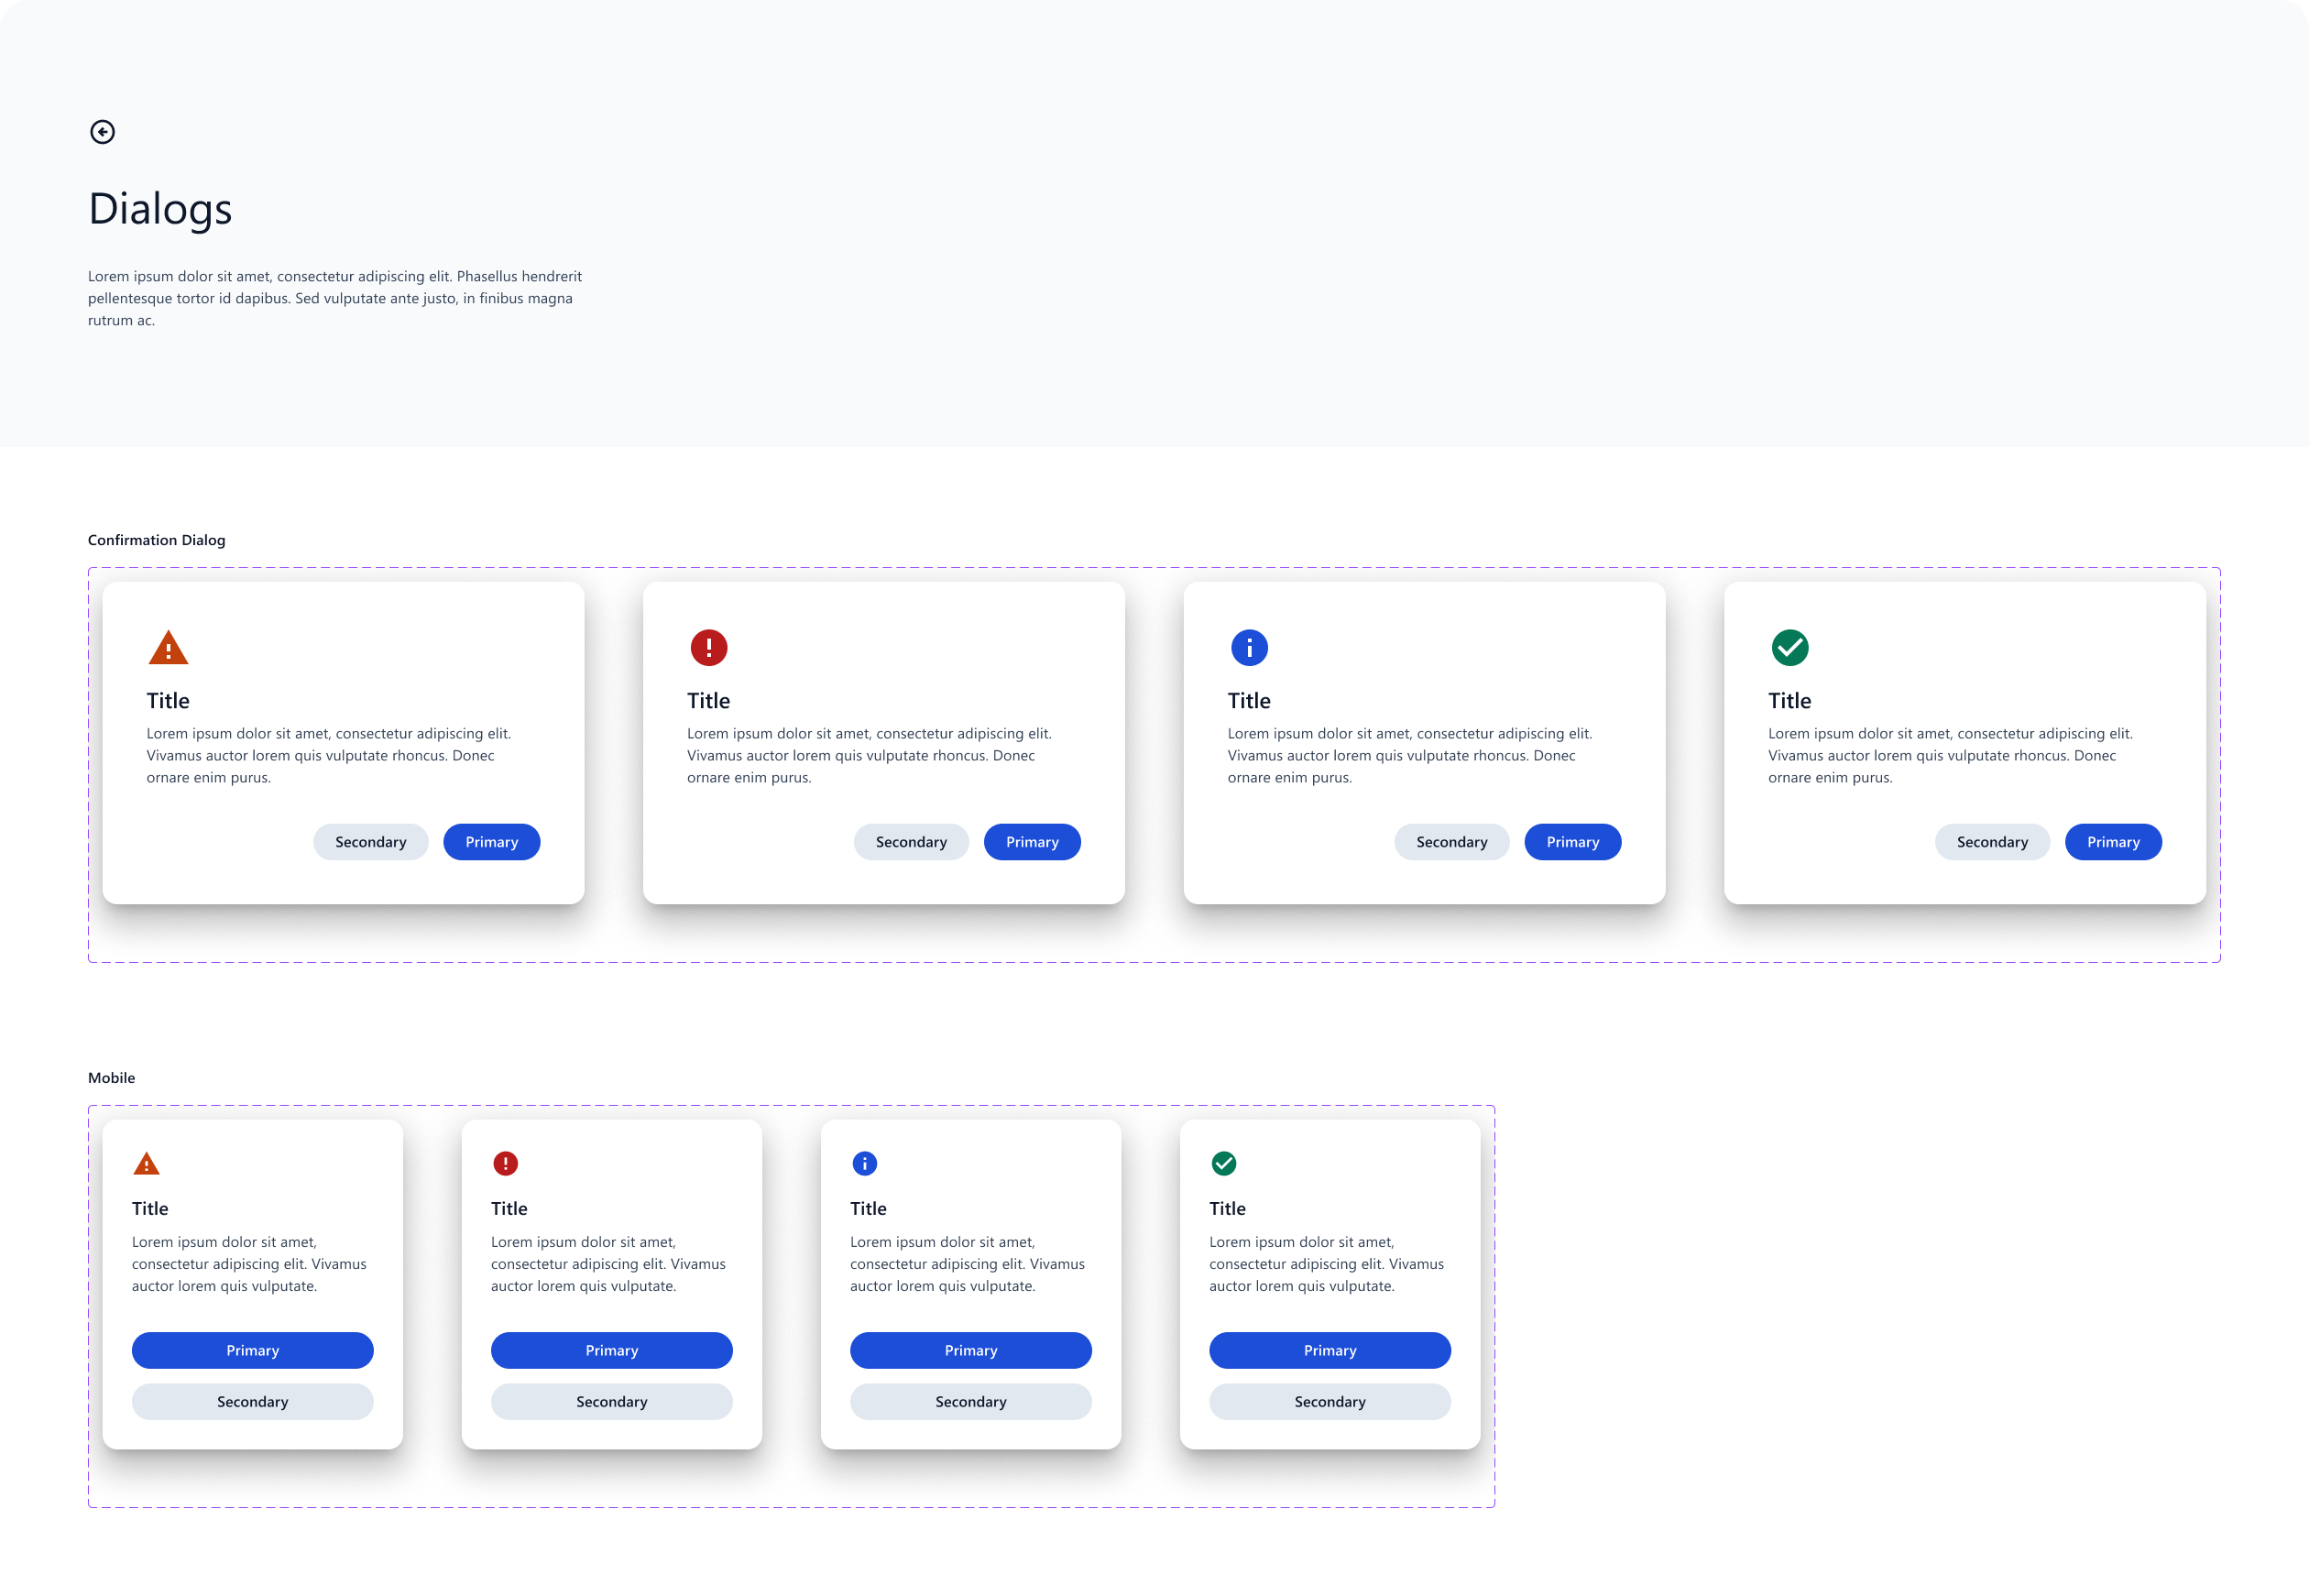 Dialogs
Lorem ipsum dolor sit amet, consectetur adipiscing elit. Phasellus hendrerit
pellentesque tortor id dapibus. Sed vulputate ante justo, in finibus magna
rutrum ac.
Confirmation Dialog
Title
Lorem ipsum dolor sit amet, consectetur adipiscing elit.
Vivamus auctor lorem quis vulputate rhoncus. Donec
ornare enim purus.
Secondary
Primary
Title
Lorem ipsum dolor sit amet, consectetur adipiscing elit.
Vivamus auctor lorem quis vulputate rhoncus. Donec
ornare enim purus.
Secondary
Primary
Title
Lorem ipsum dolor sit amet, consectetur adipiscing elit.
Vivamus auctor lorem quis vulputate rhoncus. Donec
ornare enim purus.
Secondary
Primary
Title
Lorem ipsum dolor sit amet, consectetur adipiscing elit.
Vivamus auctor lorem quis vulputate rhoncus. Donec
ornare enim purus.
Secondary
Primary
Mobile
Title
Lorem ipsum dolor sit amet,
consectetur adipiscing elit. Vivamus
auctor lorem quis vulputate.
Primary
Secondary
Title
Lorem ipsum dolor sit amet,
consectetur adipiscing elit. Vivamus
auctor lorem quis vulputate.
Primary
Secondary
Title
Lorem ipsum dolor sit amet,
consectetur adipiscing elit. Vivamus
auctor lorem quis vulputate.
Primary
Secondary
Title
Lorem ipsum dolor sit amet,
consectetur adipiscing elit. Vivamus
auctor lorem quis vulputate.
Primary
Secondary